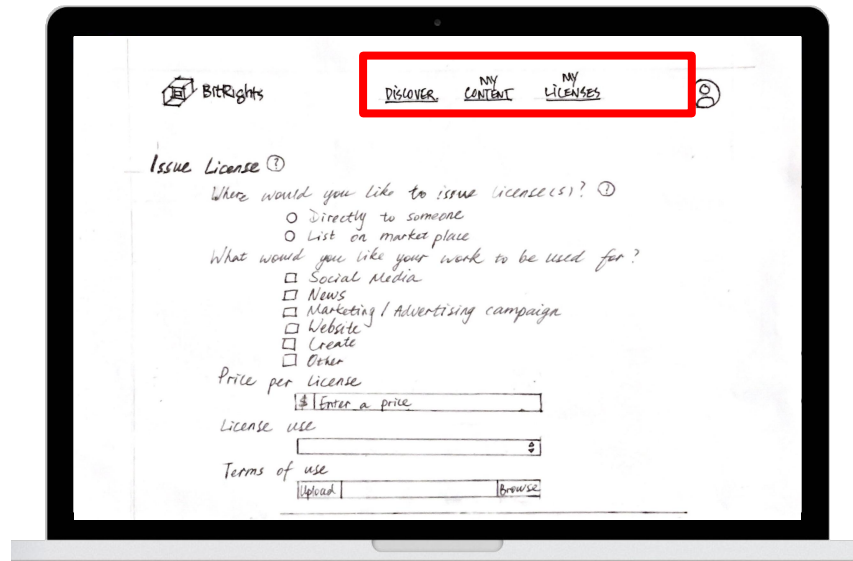 BitRights
DISCOVER
MY CONTENT
MY LICENSES
Issue License ?
Where would you like to issue license(s)? ?
Directly to someone
List on market place
What would you like your work to be used for?
Social Media
News
Marketing / Advertising campaign
Website
Create
Other
Price per License
$ Enter a price
License use
Terms of use
Upload Browse